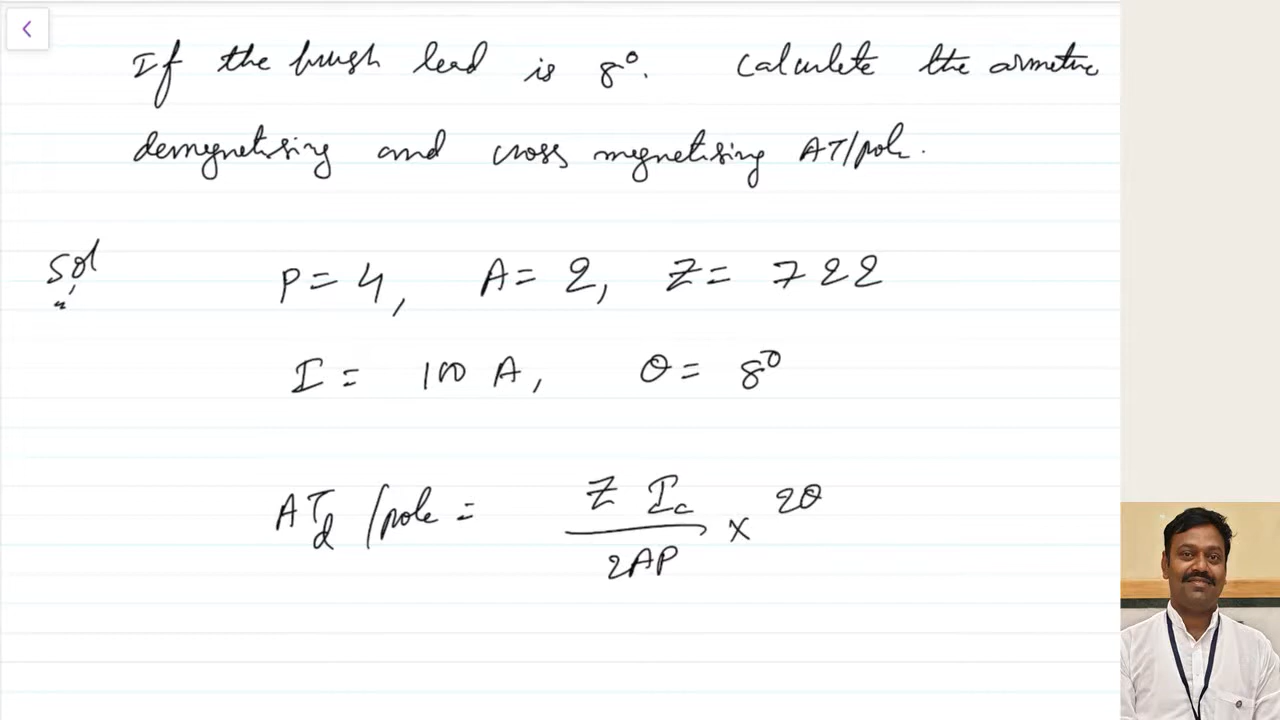 If the brush lead is 8°. Calculate the armature
demagnetising and cross magnetising AT/pole.
Sol
P = 4, A = 2, Z = 722
I = 100 A, θ = 8°
ATd /pole = Z Ic / 2AP × 2θ